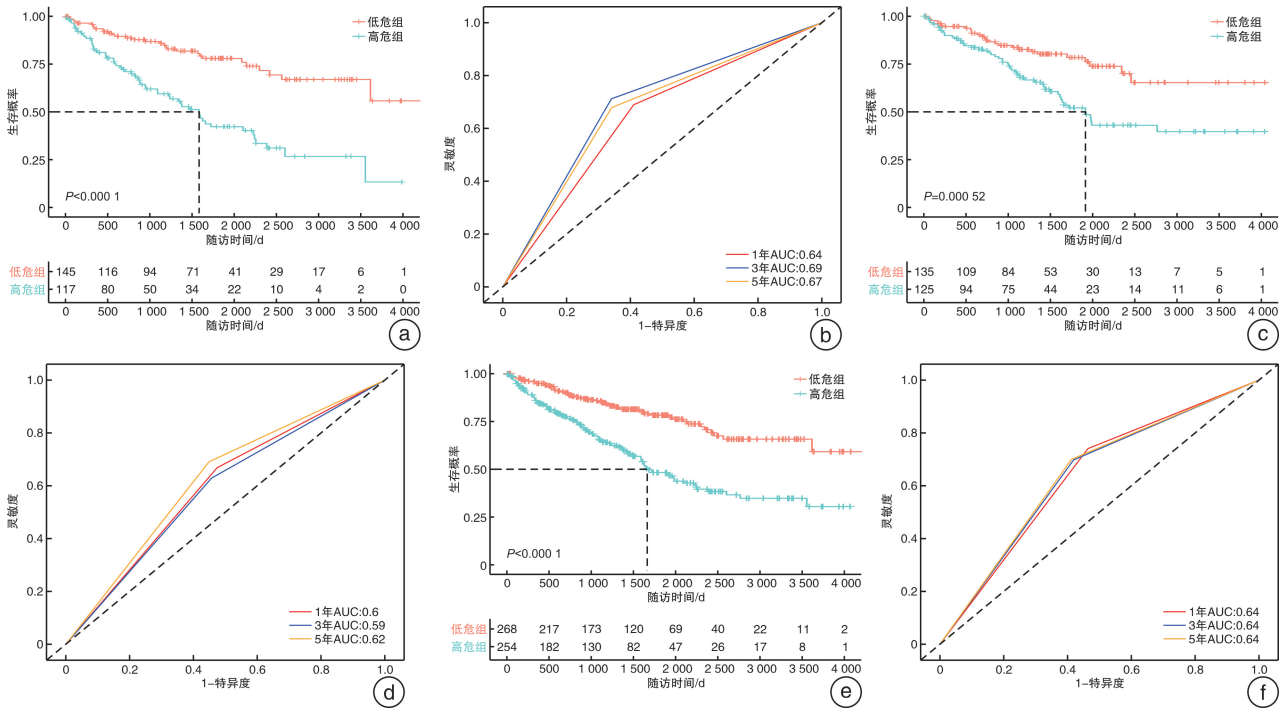 1.00
0.75
0.50
0.25
0
生存概率
低危组
高危组
P<0.000 1
0 500 1 000 1 500 2 000 2 500 3 000 3 500 4 000
随访时间/d
低危组 145 116 94 71 41 29 17 6 1
高危组 117 80 50 34 22 10 4 2 0
0 500 1 000 1 500 2 000 2 500 3 000 3 500 4 000
随访时间/d
a
1.0
0.8
0.6
0.4
0.2
0
灵敏度
1年AUC:0.64
3年AUC:0.69
5年AUC:0.67
0 0.2 0.4 0.6 0.8 1.0
1-特异度
b
1.00
0.75
0.50
0.25
0
生存概率
低危组
高危组
P=0.000 52
0 500 1 000 1 500 2 000 2 500 3 000 3 500 4 000
随访时间/d
低危组 135 109 84 53 30 13 7 5 1
高危组 125 94 75 44 23 14 11 6 1
0 500 1 000 1 500 2 000 2 500 3 000 3 500 4 000
随访时间/d
c
1.0
0.8
0.6
0.4
0.2
0
灵敏度
1年AUC:0.6
3年AUC:0.59
5年AUC:0.62
0 0.2 0.4 0.6 0.8 1.0
1-特异度
d
1.00
0.75
0.50
0.25
0
生存概率
低危组
高危组
P<0.000 1
0 500 1 000 1 500 2 000 2 500 3 000 3 500 4 000
随访时间/d
低危组 268 217 173 120 69 40 22 11 2
高危组 254 182 130 82 47 26 17 8 1
0 500 1 000 1 500 2 000 2 500 3 000 3 500 4 000
随访时间/d
e
1.0
0.8
0.6
0.4
0.2
0
灵敏度
1年AUC:0.64
3年AUC:0.64
5年AUC:0.64
0 0.2 0.4 0.6 0.8 1.0
1-特异度
f